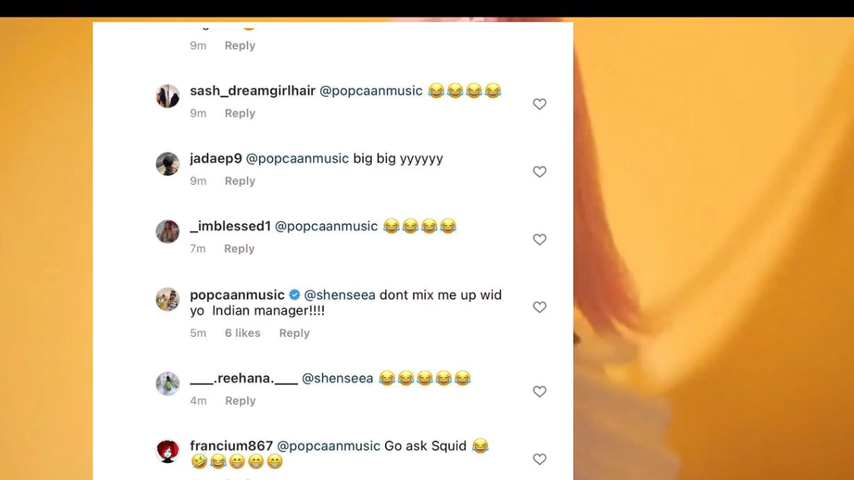 9m Reply
sash_dreamgirlhair @popcaanmusic 😂😂😂😂
9m Reply
jadaep9 @popcaanmusic big big yyyyyy
9m Reply
_imblessed1 @popcaanmusic 😂😂😂😂
7m Reply
popcaanmusic @shenseea dont mix me up wid
yo Indian manager!!!!
5m 6 likes Reply
____.reehana.____ @shenseea 😂😂😂😂😂
4m Reply
francium867 @popcaanmusic Go ask Squid 😂
🤣😂😁😁😁